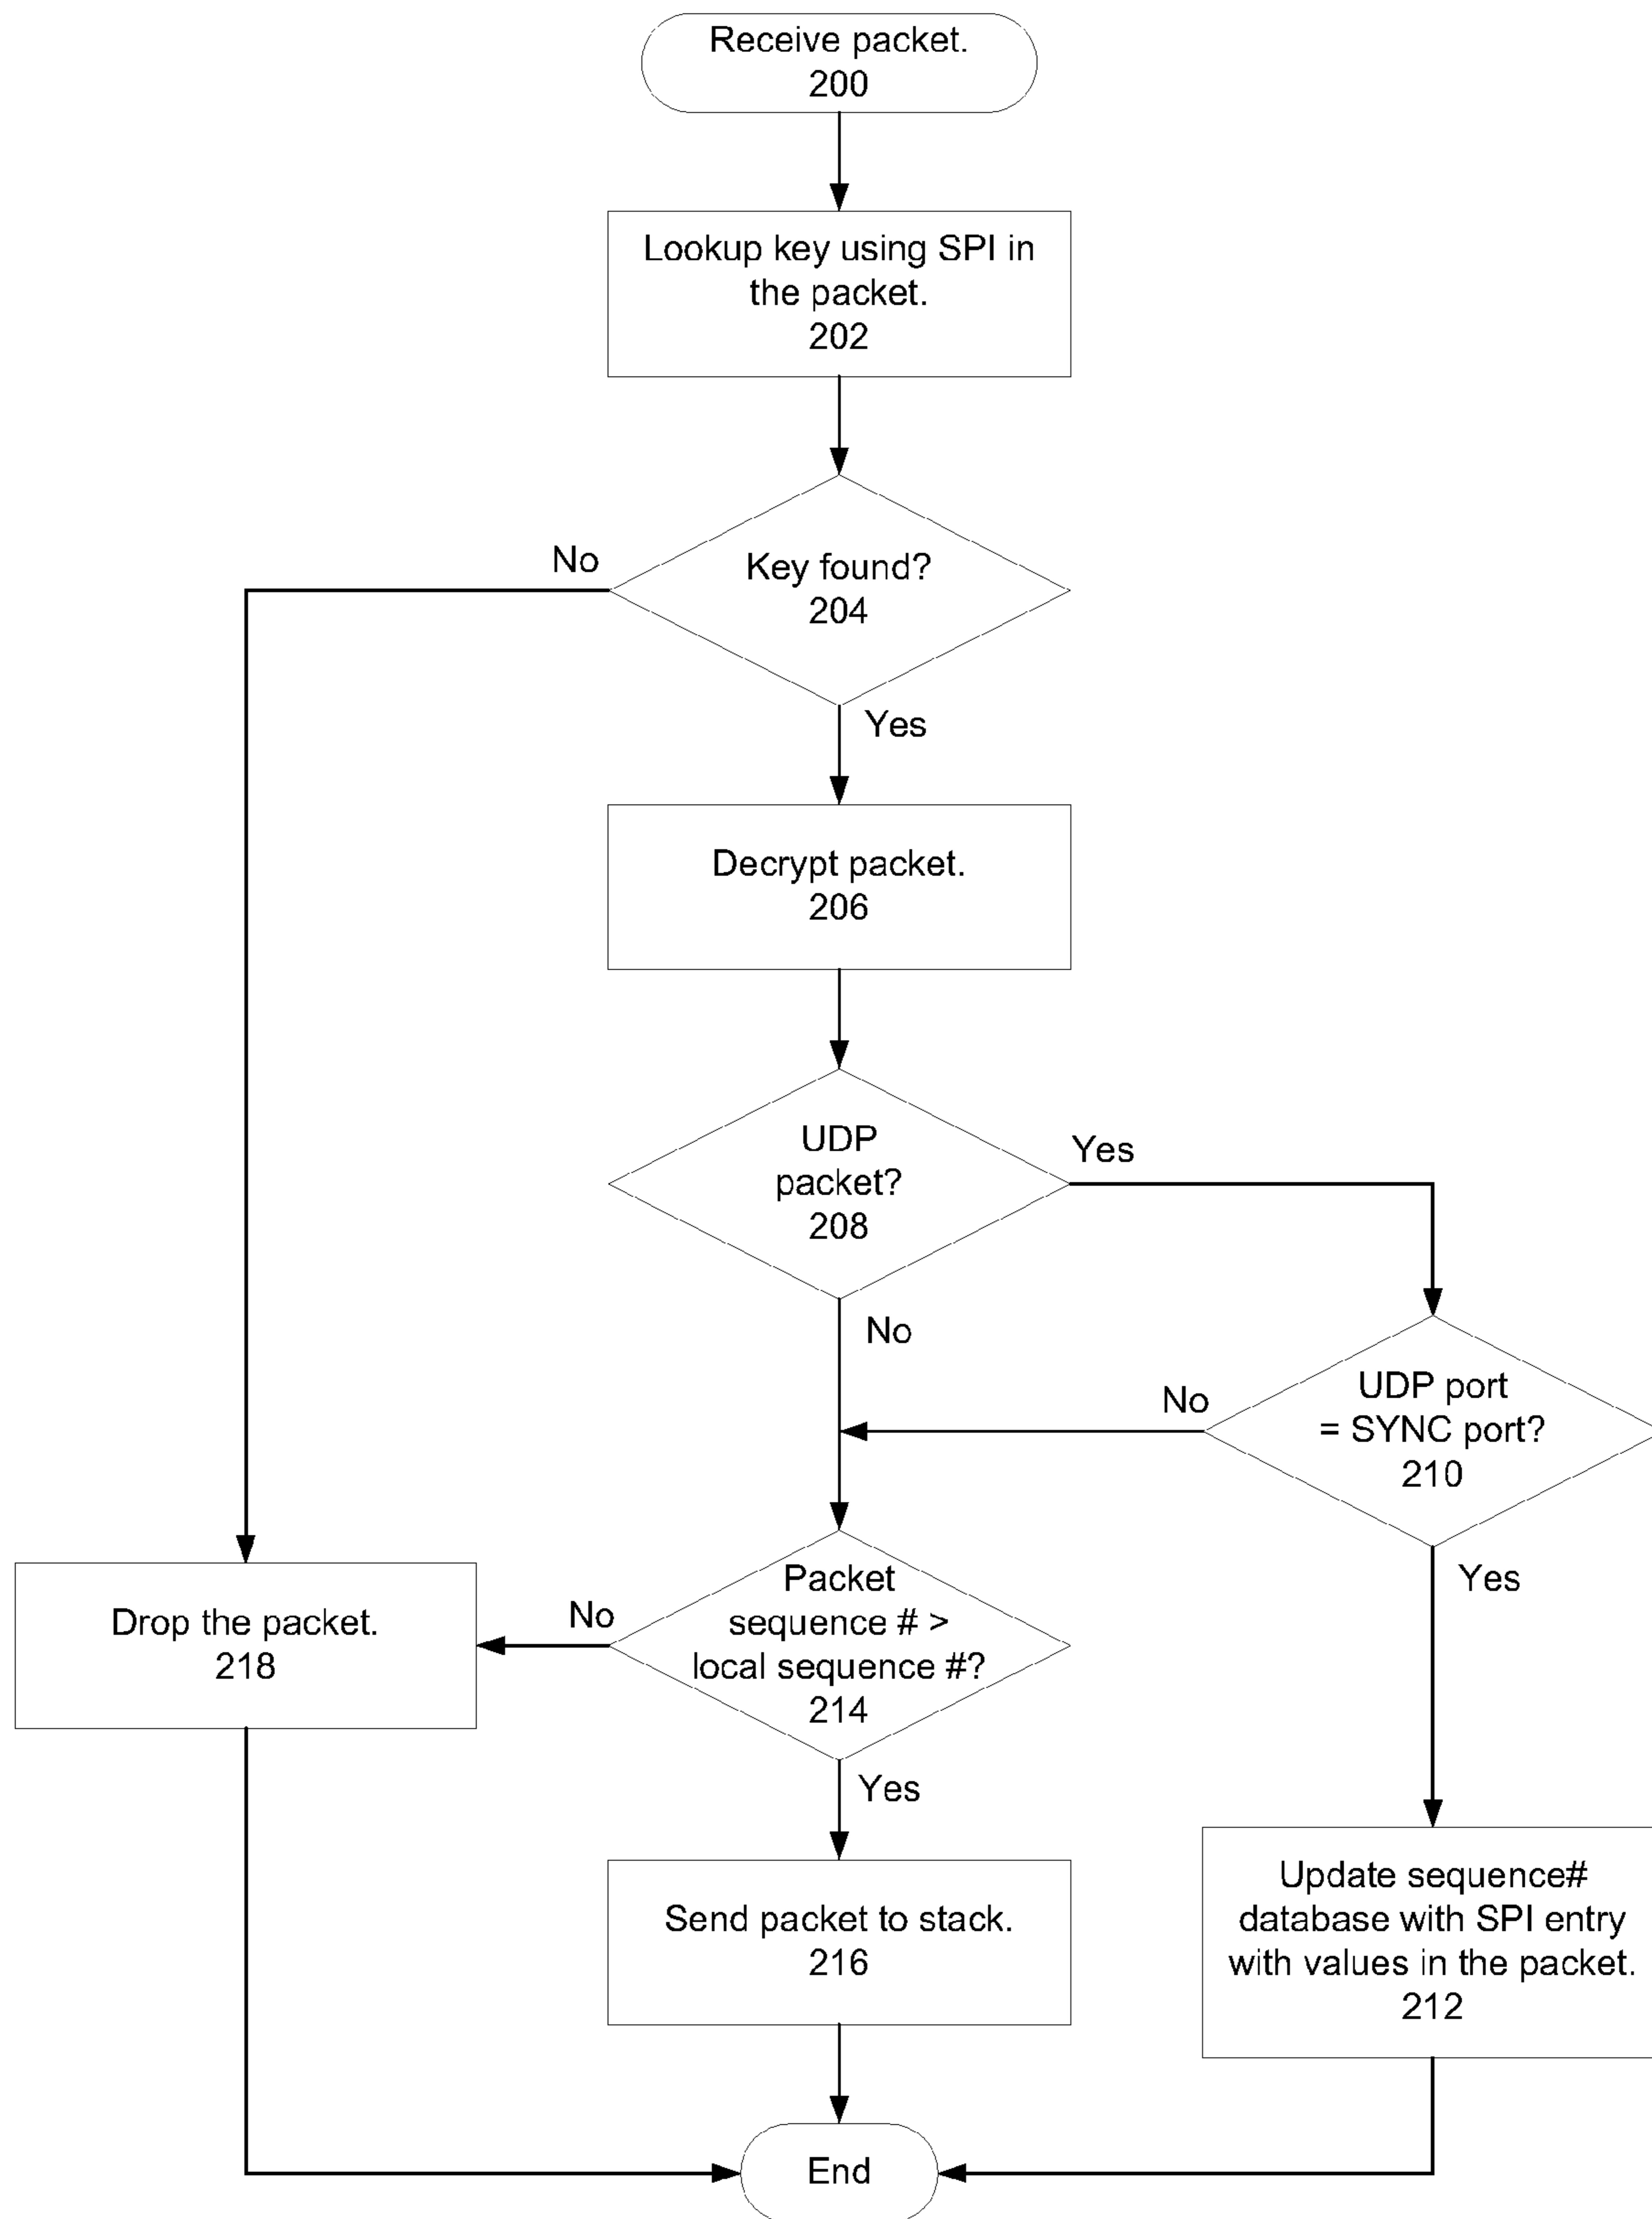 Receive packet.
200
Lookup key using SPI in
the packet.
202
Key found?
204
No
Yes
Decrypt packet.
206
UDP
packet?
208
Yes
No
UDP port
= SYNC port?
210
No
Yes
Packet
sequence # >
local sequence #?
214
No
Yes
Drop the packet.
218
Send packet to stack.
216
Update sequence#
database with SPI entry
with values in the packet.
212
End